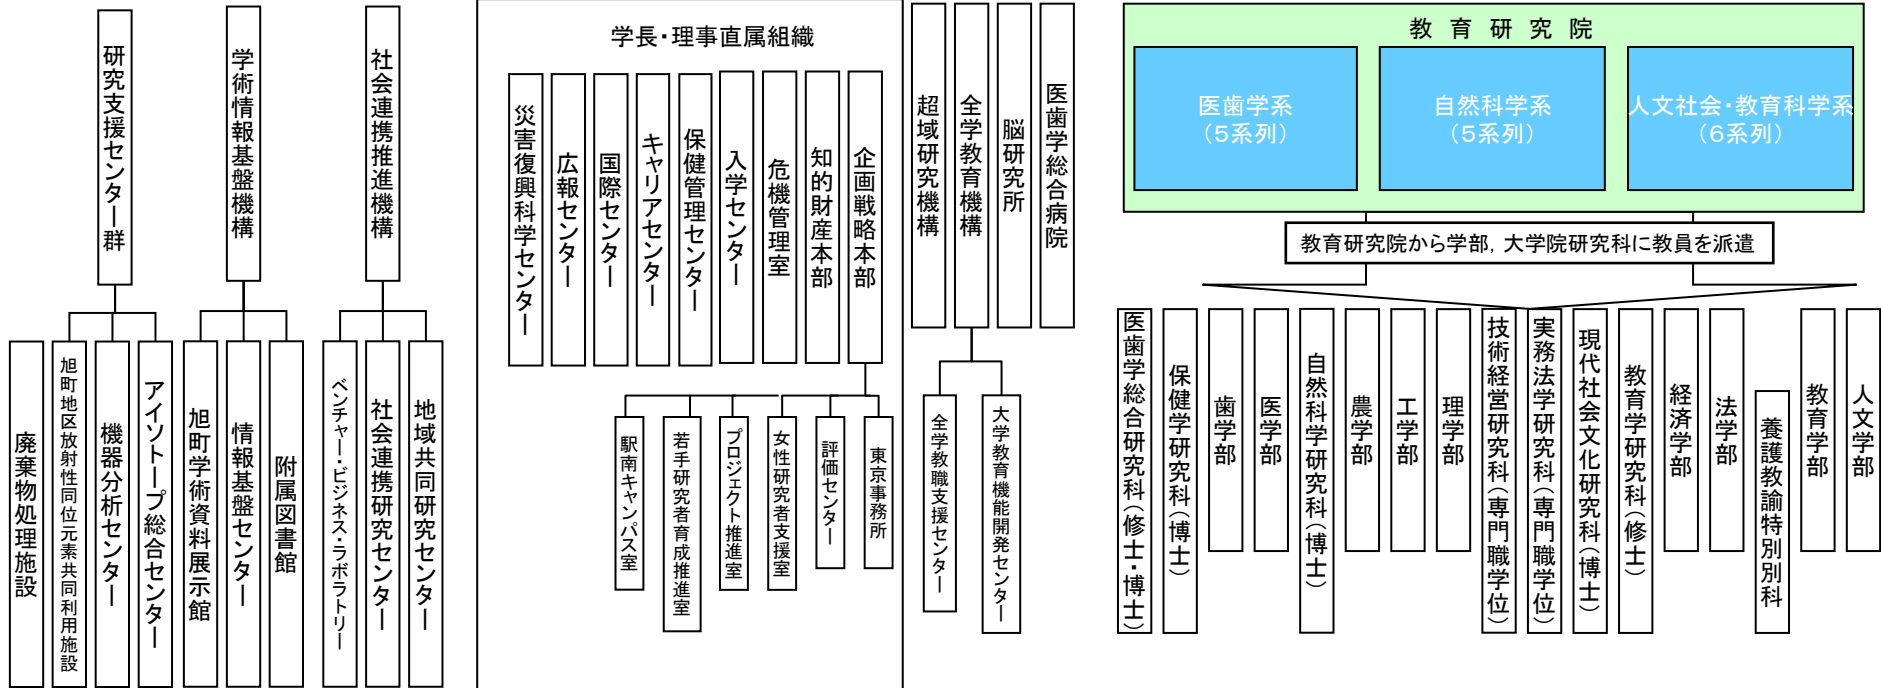 研究支援センター群
学術情報基盤機構
社会連携推進機構
廃棄物処理施設
旭町地区放射性同位元素共同利用施設
機器分析センター
アイソトープ総合センター
旭町学術資料展示館
情報基盤センター
附属図書館
ベンチャー・ビジネス・ラボラトリー
社会連携研究センター
地域共同研究センター
学長・理事直属組織
災害復興科学センター
広報センター
国際センター
キャリアセンター
保健管理センター
入学センター
危機管理室
知的財産本部
企画戦略本部
駅南キャンパス室
若手研究者育成推進室
プロジェクト推進室
女性研究者支援室
評価センター
東京事務所
超域研究機構
全学教育機構
脳研究所
医歯学総合病院
全学教職支援センター
大学教育機能開発センター
教育研究院
医歯学系
（５系列）
自然科学系
（５系列）
人文社会・教育科学系
（６系列）
教育研究院から学部，大学院研究科に教員を派遣
医歯学総合研究科（修士・博士）
保健学研究科（博士）
歯学部
医学部
自然科学研究科（博士）
農学部
工学部
理学部
技術経営研究科（専門職学位）
実務法学研究科（専門職学位）
現代社会文化研究科（博士）
教育学研究科（修士）
経済学部
法学部
養護教諭特別別科
教育学部
人文学部